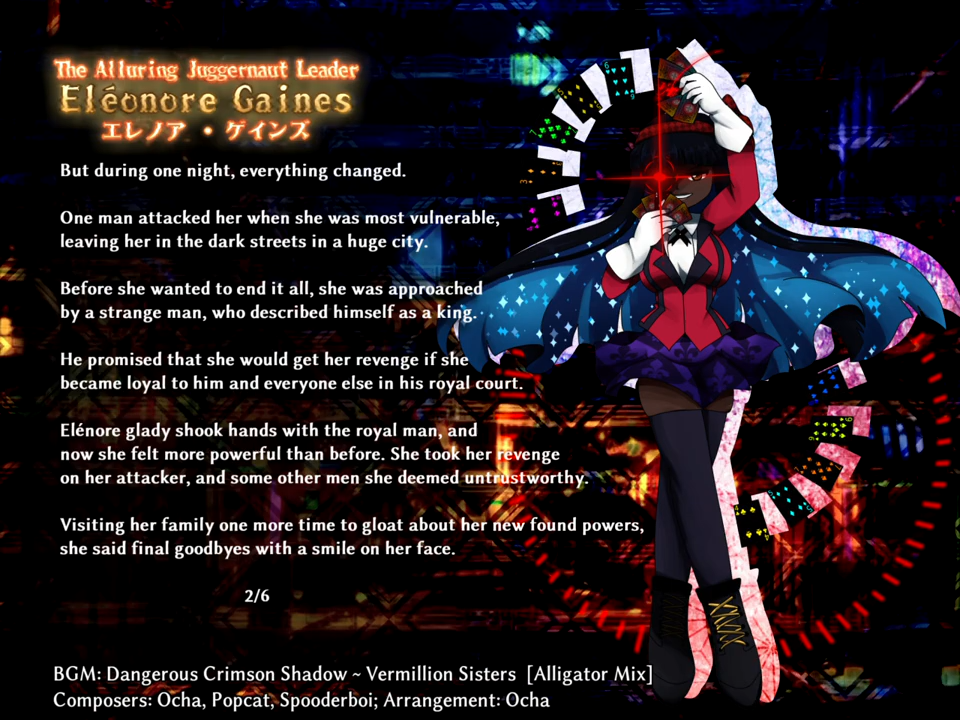 The Alluring Juggernaut Leader
Eléonore Gaines
エレノア・ゲインズ
But during one night, everything changed.
One man attacked her when she was most vulnerable,
leaving her in the dark streets in a huge city.
Before she wanted to end it all, she was approached
by a strange man, who described himself as a king.
He promised that she would get her revenge if she
became loyal to him and everyone else in his royal court.
Elénore glady shook hands with the royal man, and
now she felt more powerful than before. She took her revenge
on her attacker, and some other men she deemed untrustworthy.
Visiting her family one more time to gloat about her new found powers,
she said final goodbyes with a smile on her face.
2/6
BGM: Dangerous Crimson Shadow ~ Vermillion Sisters [Alligator Mix]
Composers: Ocha, Popcat, Spooderboi; Arrangement: Ocha